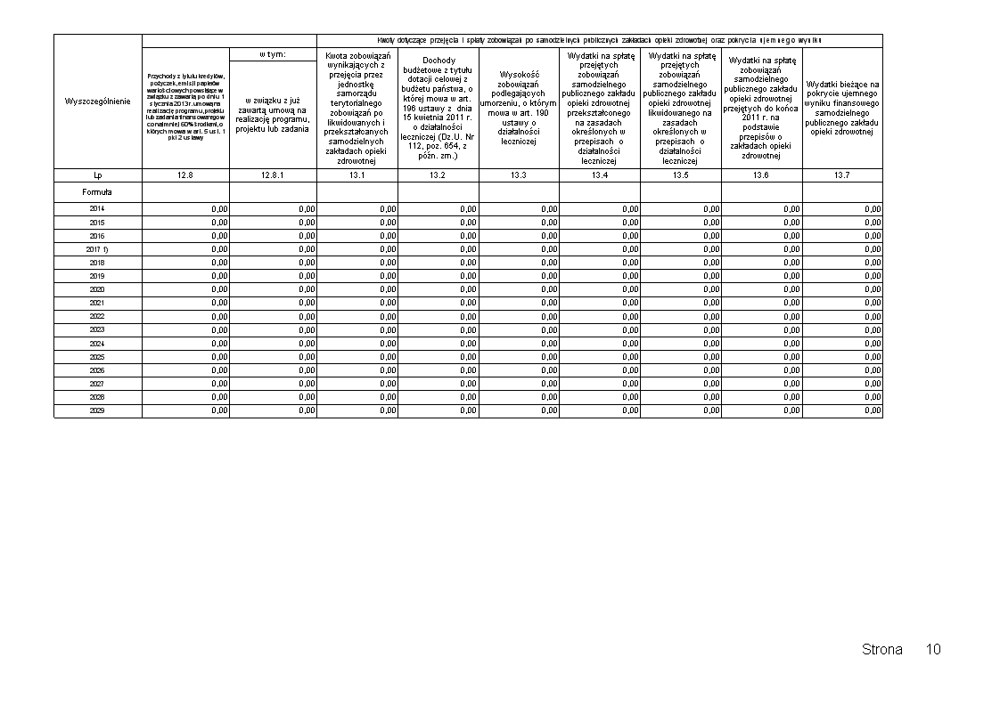 Kwoty dotyczące przejęcia i spłaty zobowiązań po samodzielnych publicznych zakładach opieki zdrowotnej oraz pokrycia ujemnego wyniku
Wyszczególnienie
Przychody z tytułu kredytów,
pożyczek, emisji papierów
wartościowych powstające w
związku z zawartą po dniu 1
stycznia 2013 r. umową na
realizację programu, projektu
lub zadania finansowanego w
co najmniej 60% środkami, o
których mowa w art. 5 ust. 1
pkt 2 ustawy
w tym:
w związku z już
zawartą umową na
realizację programu,
projektu lub zadania
Kwota zobowiązań
wynikających z
przejęcia przez
jednostkę
samorządu
terytorialnego
zobowiązań po
likwidowanych i
przekształcanych
samodzielnych
zakładach opieki
zdrowotnej
Dochody
budżetowe z tytułu
dotacji celowej z
budżetu państwa, o
której mowa w art.
196 ustawy z dnia
15 kwietnia 2011 r.
o działalności
leczniczej (Dz.U. Nr
112, poz. 654, z
późn. zm.)
Wysokość
zobowiązań
podlegających
umorzeniu, o którym
mowa w art. 190
ustawy o
działalności
leczniczej
Wydatki na spłatę
przejętych
zobowiązań
samodzielnego
publicznego zakładu
opieki zdrowotnej
przekształconego
na zasadach
określonych w
przepisach o
działalności
leczniczej
Wydatki na spłatę
przejętych
zobowiązań
samodzielnego
publicznego zakładu
opieki zdrowotnej
likwidowanego na
zasadach
określonych w
przepisach o
działalności
leczniczej
Wydatki na spłatę
zobowiązań
samodzielnego
publicznego zakładu
opieki zdrowotnej
przejętych do końca
2011 r. na
podstawie
przepisów o
zakładach opieki
zdrowotnej
Wydatki bieżące na
pokrycie ujemnego
wyniku finansowego
samodzielnego
publicznego zakładu
opieki zdrowotnej
Lp 12.8 12.8.1 13.1 13.2 13.3 13.4 13.5 13.6 13.7
Formuła
2014 0,00 0,00 0,00 0,00 0,00 0,00 0,00 0,00 0,00
2015 0,00 0,00 0,00 0,00 0,00 0,00 0,00 0,00 0,00
2016 0,00 0,00 0,00 0,00 0,00 0,00 0,00 0,00 0,00
2017 1) 0,00 0,00 0,00 0,00 0,00 0,00 0,00 0,00 0,00
2018 0,00 0,00 0,00 0,00 0,00 0,00 0,00 0,00 0,00
2019 0,00 0,00 0,00 0,00 0,00 0,00 0,00 0,00 0,00
2020 0,00 0,00 0,00 0,00 0,00 0,00 0,00 0,00 0,00
2021 0,00 0,00 0,00 0,00 0,00 0,00 0,00 0,00 0,00
2022 0,00 0,00 0,00 0,00 0,00 0,00 0,00 0,00 0,00
2023 0,00 0,00 0,00 0,00 0,00 0,00 0,00 0,00 0,00
2024 0,00 0,00 0,00 0,00 0,00 0,00 0,00 0,00 0,00
2025 0,00 0,00 0,00 0,00 0,00 0,00 0,00 0,00 0,00
2026 0,00 0,00 0,00 0,00 0,00 0,00 0,00 0,00 0,00
2027 0,00 0,00 0,00 0,00 0,00 0,00 0,00 0,00 0,00
2028 0,00 0,00 0,00 0,00 0,00 0,00 0,00 0,00 0,00
2029 0,00 0,00 0,00 0,00 0,00 0,00 0,00 0,00 0,00
Strona 10